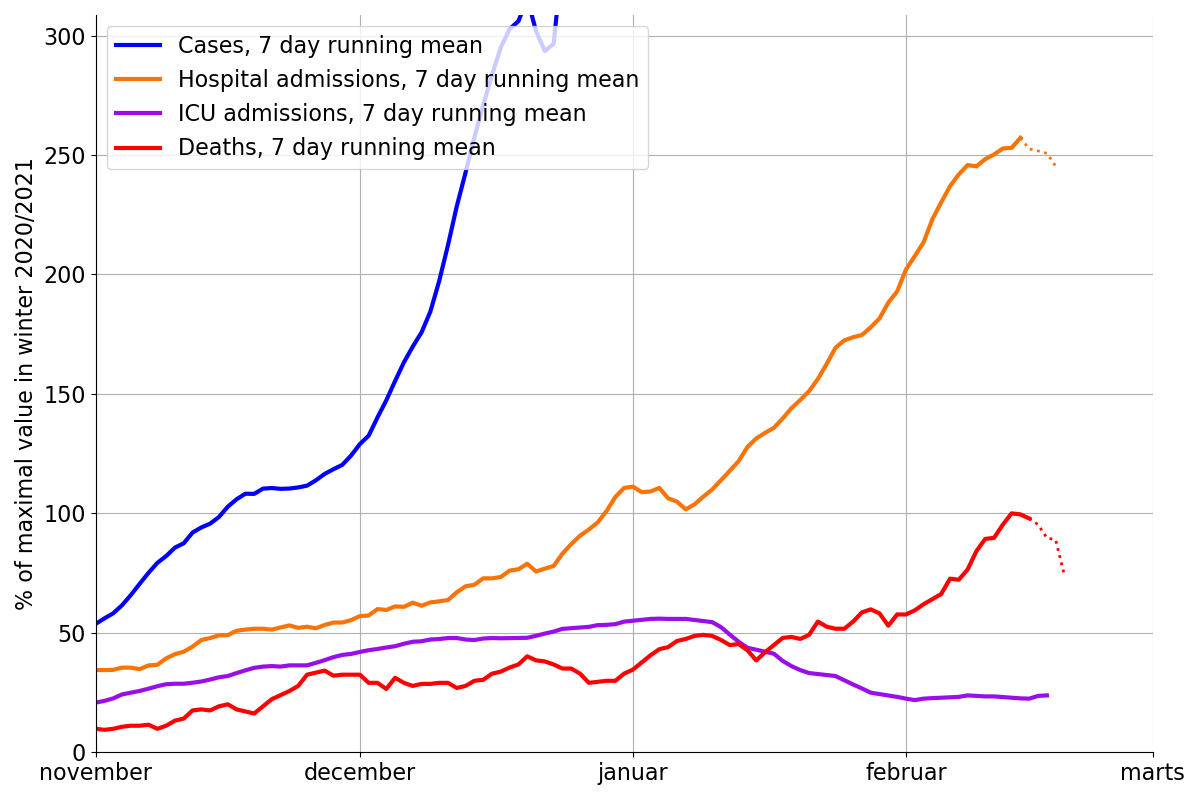 Cases, 7 day running mean
Hospital admissions, 7 day running mean
ICU admissions, 7 day running mean
Deaths, 7 day running mean
% of maximal value in winter 2020/2021
300
250
200
150
100
50
0
november december januar februar marts